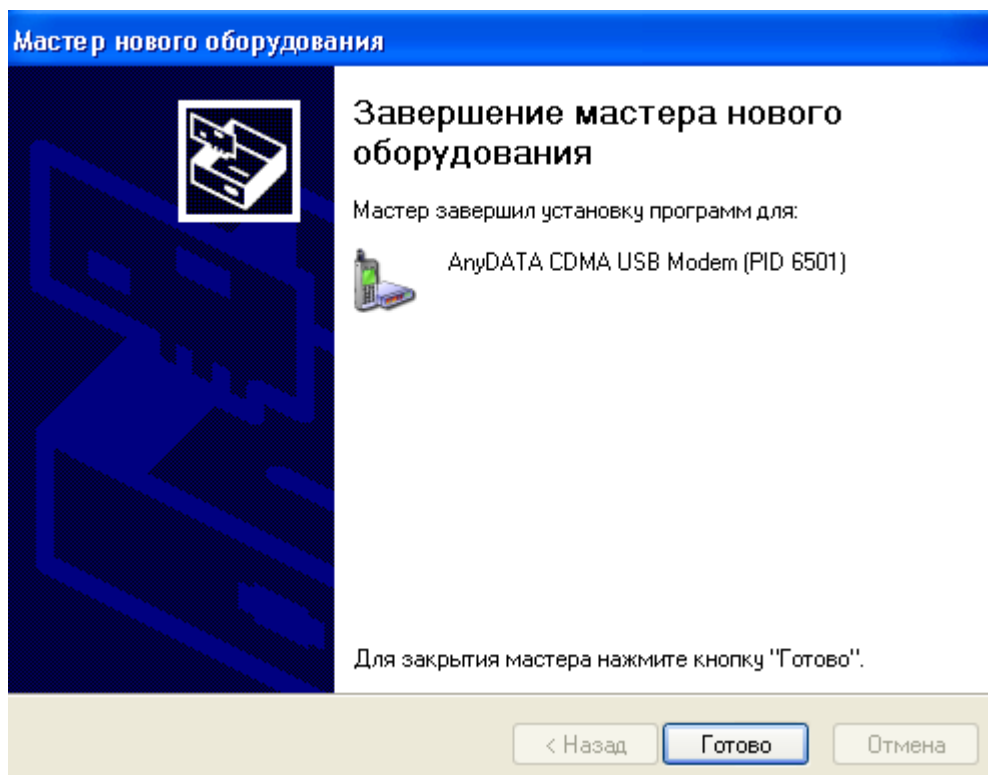 Мастер нового оборудования
Завершение мастера нового
оборудования
Мастер завершил установку программ для:
AnyDATA CDMA USB Modem (PID 6501)
Для закрытия мастера нажмите кнопку "Готово".
< Назад
Готово
Отмена